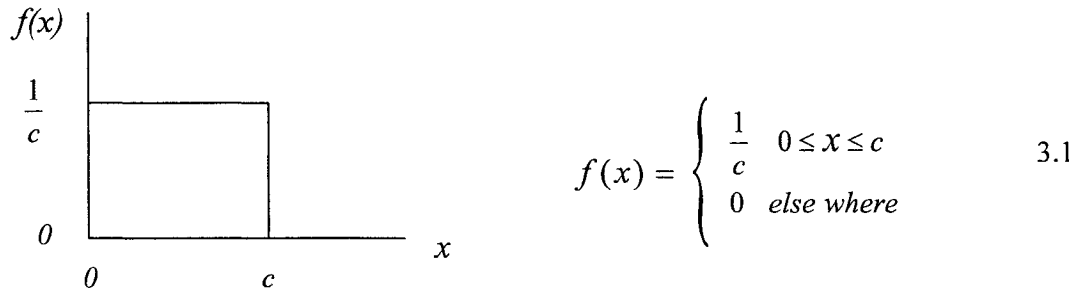 f(x)
1
c
0
0 c
x
f(x) = { 1/c 0 ≤ x ≤ c
0 else where
3.1